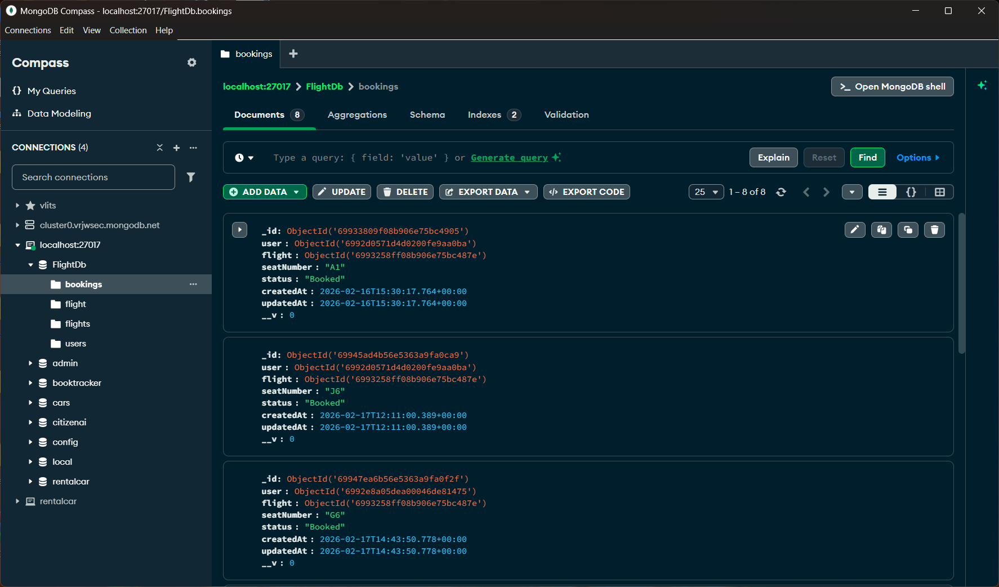 MongoDB Compass - localhost:27017/FlightDb.bookings
Connections Edit View Collection Help
Compass
My Queries
Data Modeling
CONNECTIONS (4)
Search connections
vlits
cluster0.vrjwsec.mongodb.net
localhost:27017
FlightDb
bookings
flight
flights
users
admin
booktracker
cars
citizenai
config
local
rentalcar
rentalcar
bookings
localhost:27017 > FlightDb > bookings
>_ Open MongoDB shell
Documents 8 Aggregations Schema Indexes 2 Validation
Type a query: { field: 'value' } or Generate query
Explain Reset Find Options
ADD DATA UPDATE DELETE EXPORT DATA </> EXPORT CODE 25 1 – 8 of 8 {}
_id: ObjectId('69933809f08b906e75bc4905')
user : ObjectId('6992d0571d4d0200fe9aa0ba')
flight : ObjectId('6993258ff08b906e75bc487e')
seatNumber : "A1"
status : "Booked"
createdAt : 2026-02-16T15:30:17.764+00:00
updatedAt : 2026-02-16T15:30:17.764+00:00
__v : 0
_id: ObjectId('69945ad4b56e5363a9fa0ca9')
user : ObjectId('6992d0571d4d0200fe9aa0ba')
flight : ObjectId('6993258ff08b906e75bc487e')
seatNumber : "J6"
status : "Booked"
createdAt : 2026-02-17T12:11:00.389+00:00
updatedAt : 2026-02-17T12:11:00.389+00:00
__v : 0
_id: ObjectId('69947ea6b56e5363a9fa0f2f')
user : ObjectId('6992e8a05dea00046de81475')
flight : ObjectId('6993258ff08b906e75bc487e')
seatNumber : "G6"
status : "Booked"
createdAt : 2026-02-17T14:43:50.778+00:00
updatedAt : 2026-02-17T14:43:50.778+00:00
__v : 0